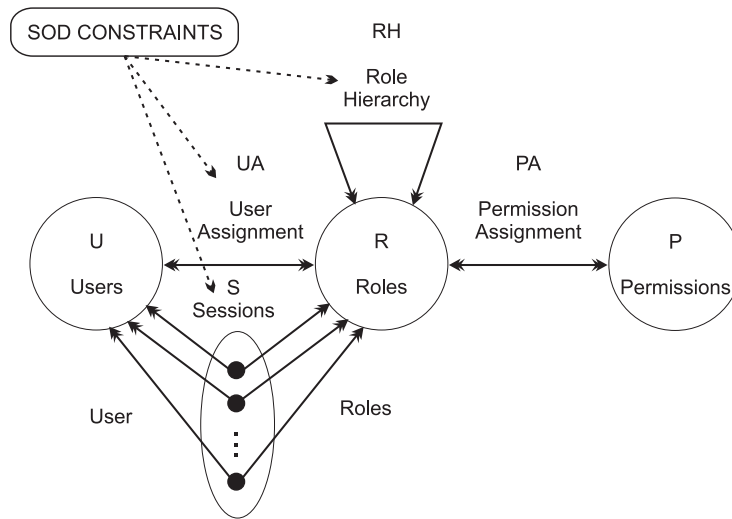 SOD CONSTRAINTS
RH
Role
Hierarchy
UA
PA
User
Assignment
Permission
Assignment
U
Users
R
Roles
P
Permissions
S
Sessions
User
Roles